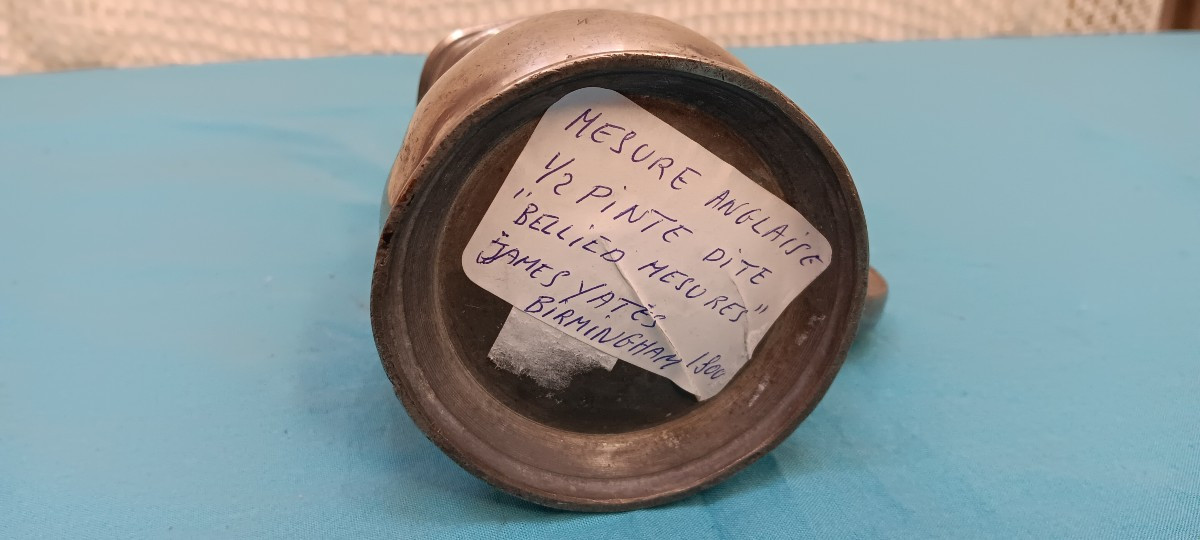 MESURE ANGLAISE
1/2 PINTE DITE
"BELLIED MESURES"
JAMES YATES
BIRMINGHAM 1800